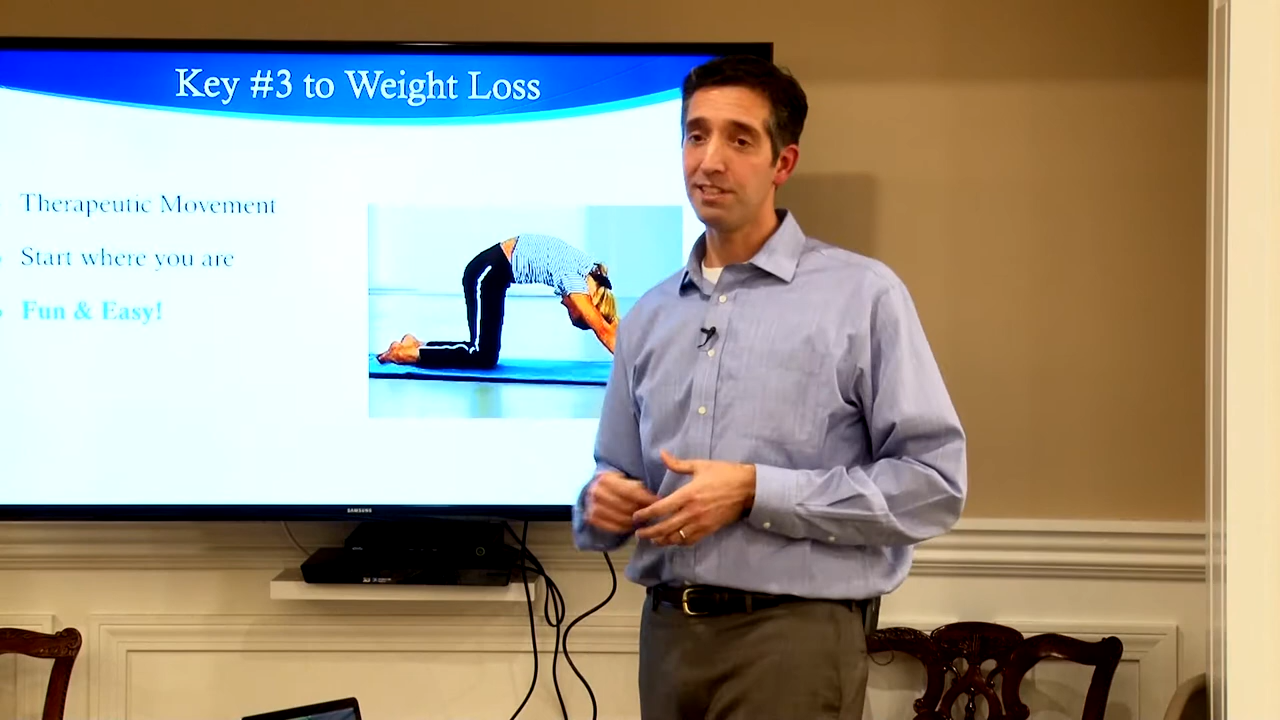 Key #3 to Weight Loss
Therapeutic Movement
Start where you are
Fun & Easy!
SAMSUNG